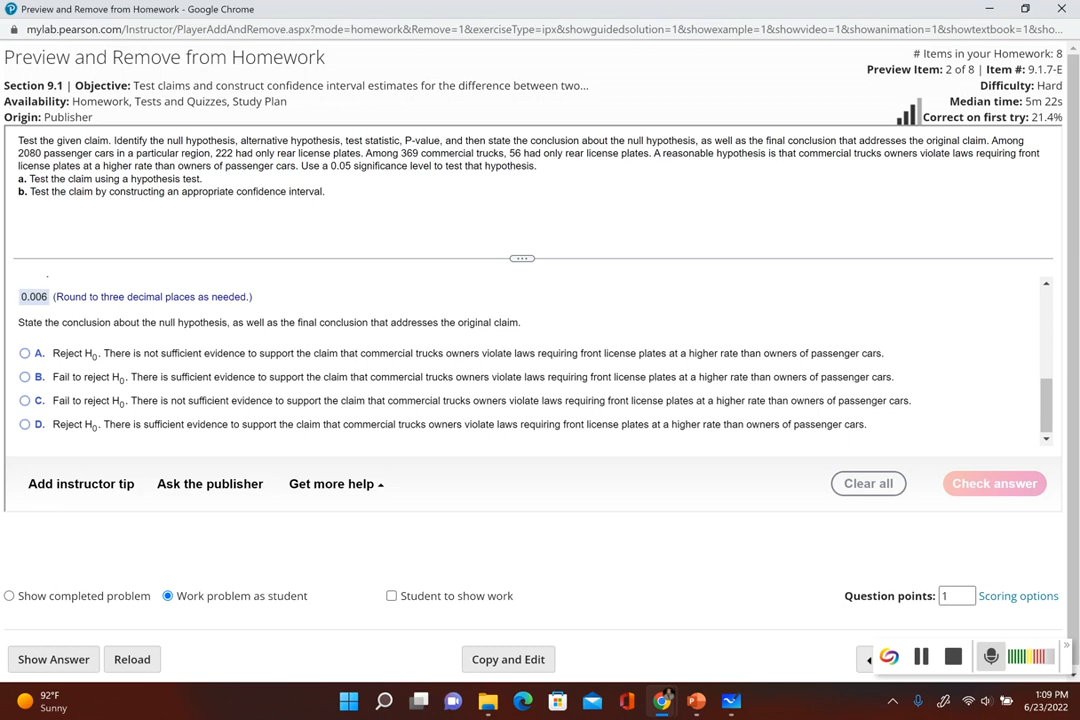 Preview and Remove from Homework - Google Chrome
mylab.pearson.com/Instructor/PlayerAddAndRemove.aspx?mode=homework&Remove=1&exerciseType=ipx&showguidedsolution=1&showexample=1&showvideo=1&showanimation=1&showtextbook=1&sho...
Preview and Remove from Homework
# Items in your Homework: 8
Preview Item: 2 of 8 | Item #: 9.1.7-E
Section 9.1 | Objective: Test claims and construct confidence interval estimates for the difference between two...
Difficulty: Hard
Availability: Homework, Tests and Quizzes, Study Plan
Median time: 5m 22s
Origin: Publisher
Correct on first try: 21.4%
Test the given claim. Identify the null hypothesis, alternative hypothesis, test statistic, P-value, and then state the conclusion about the null hypothesis, as well as the final conclusion that addresses the original claim. Among
2080 passenger cars in a particular region, 222 had only rear license plates. Among 369 commercial trucks, 56 had only rear license plates. A reasonable hypothesis is that commercial trucks owners violate laws requiring front
license plates at a higher rate than owners of passenger cars. Use a 0.05 significance level to test that hypothesis.
a. Test the claim using a hypothesis test.
b. Test the claim by constructing an appropriate confidence interval.
0.006 (Round to three decimal places as needed.)
State the conclusion about the null hypothesis, as well as the final conclusion that addresses the original claim.
A. Reject H0. There is not sufficient evidence to support the claim that commercial trucks owners violate laws requiring front license plates at a higher rate than owners of passenger cars.
B. Fail to reject H0. There is sufficient evidence to support the claim that commercial trucks owners violate laws requiring front license plates at a higher rate than owners of passenger cars.
C. Fail to reject H0. There is not sufficient evidence to support the claim that commercial trucks owners violate laws requiring front license plates at a higher rate than owners of passenger cars.
D. Reject H0. There is sufficient evidence to support the claim that commercial trucks owners violate laws requiring front license plates at a higher rate than owners of passenger cars.
Add instructor tip Ask the publisher Get more help Clear all Check answer
Show completed problem Work problem as student Student to show work Question points: 1 Scoring options
Show Answer Reload Copy and Edit
92°F
Sunny
1:09 PM
6/23/2022